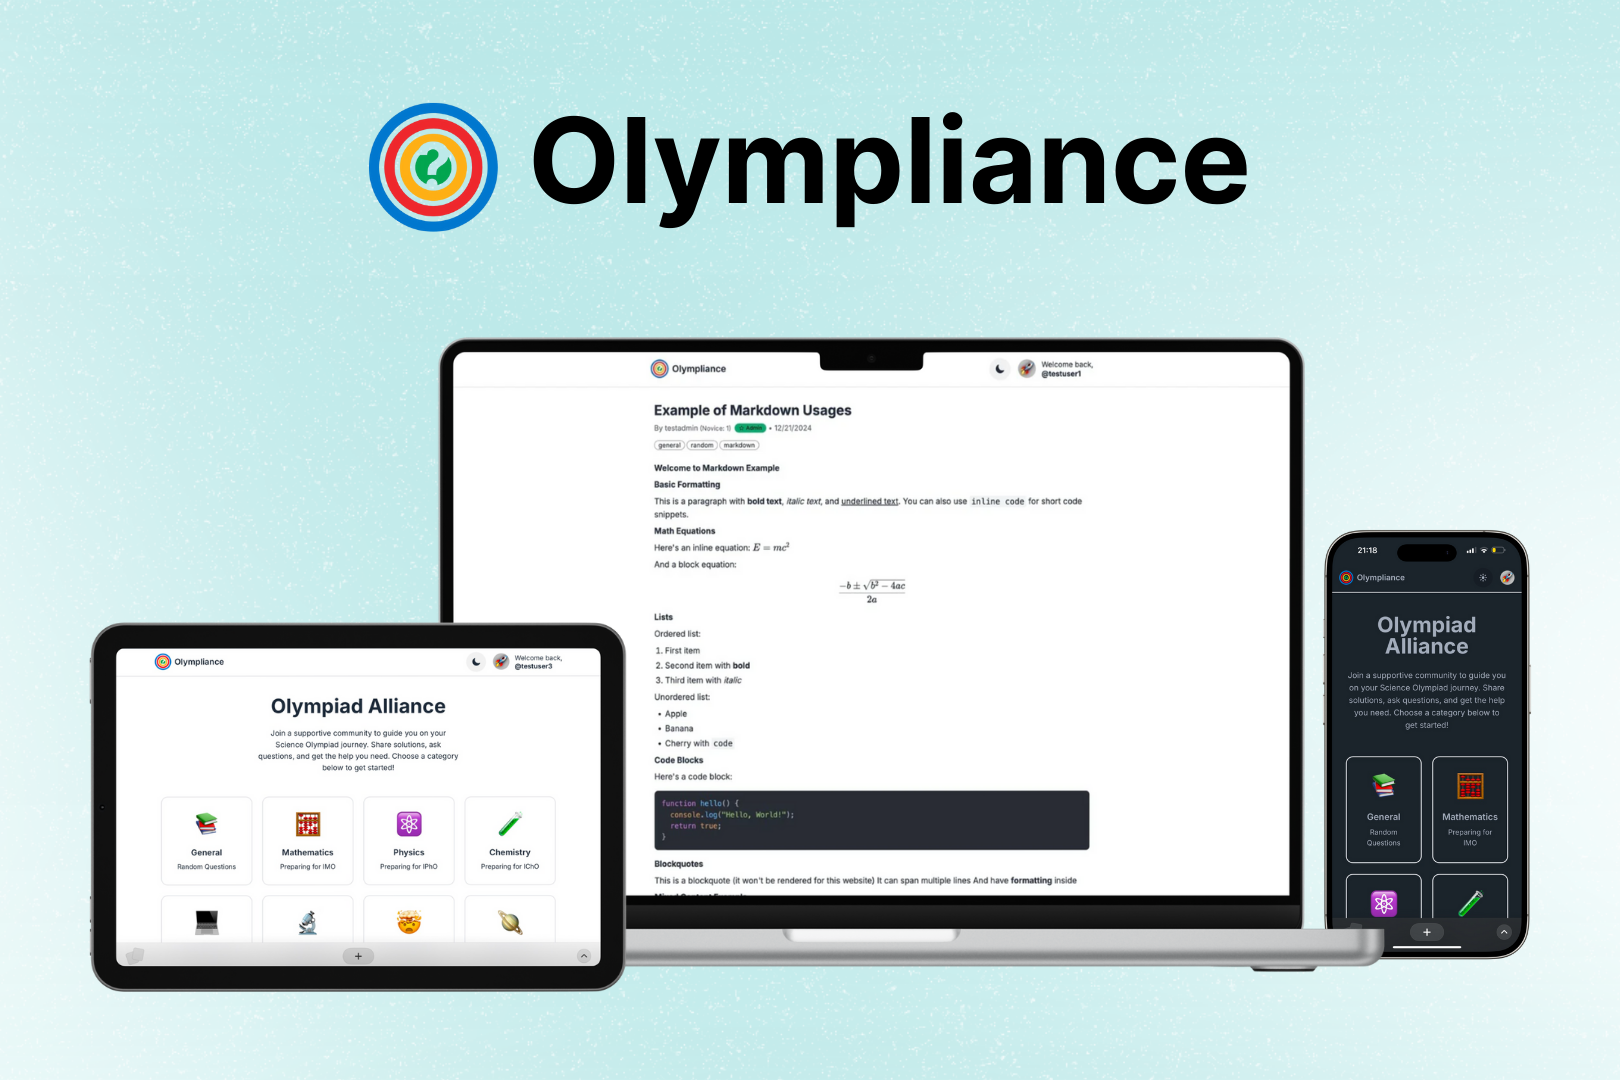 Olympliance
Olympliance
Welcome back,
@testuser1
Example of Markdown Usages
By testadmin (Novice: 1) Admin • 12/21/2024
general random markdown
Welcome to Markdown Example
Basic Formatting
This is a paragraph with bold text, italic text, and underlined text. You can also use inline code for short code
snippets.
Math Equations
Here's an inline equation: E = mc²
And a block equation:
−b ± √b² − 4ac
2a
Lists
Ordered list:
1. First item
2. Second item with bold
3. Third item with italic
Unordered list:
• Apple
• Banana
• Cherry with code
Code Blocks
Here's a code block:
function hello() {
console.log("Hello, World!");
return true;
}
Blockquotes
This is a blockquote (it won't be rendered for this website) It can span multiple lines And have formatting inside
Olympliance
Welcome back,
@testuser3
Olympiad Alliance
Join a supportive community to guide you on your
Science Olympiad journey. Share solutions, ask
questions, and get the help you need. Choose a category
below to get started!
General
Random Questions
Mathematics
Preparing for IMO
Physics
Preparing for IPhO
Chemistry
Preparing for IChO
+
21:18
Olympliance
Olympiad
Alliance
Join a supportive community to guide you
on your Science Olympiad journey. Share
solutions, ask questions, and get the help
you need. Choose a category below to
get started!
General
Random
Questions
Mathematics
Preparing for
IMO
+